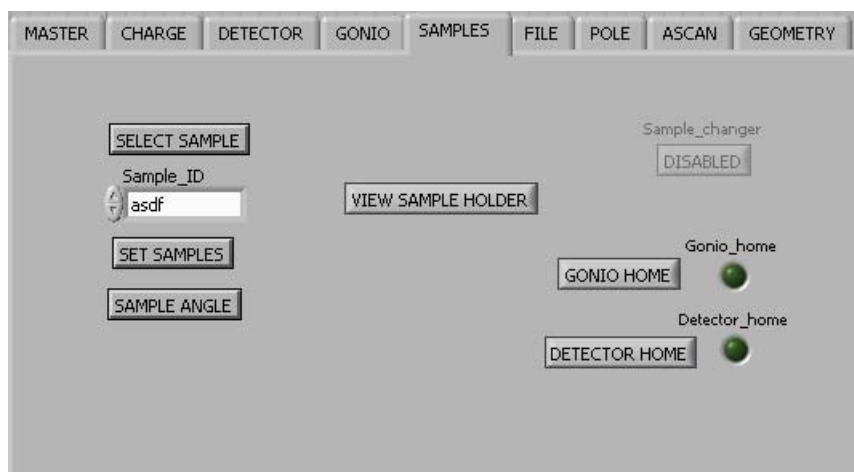 MASTER CHARGE DETECTOR GONIO SAMPLES FILE POLE ASCAN GEOMETRY
SELECT SAMPLE
Sample_ID
asdf
SET SAMPLES
SAMPLE ANGLE
VIEW SAMPLE HOLDER
Sample_changer
DISABLED
Gonio_home
GONIO HOME
Detector_home
DETECTOR HOME